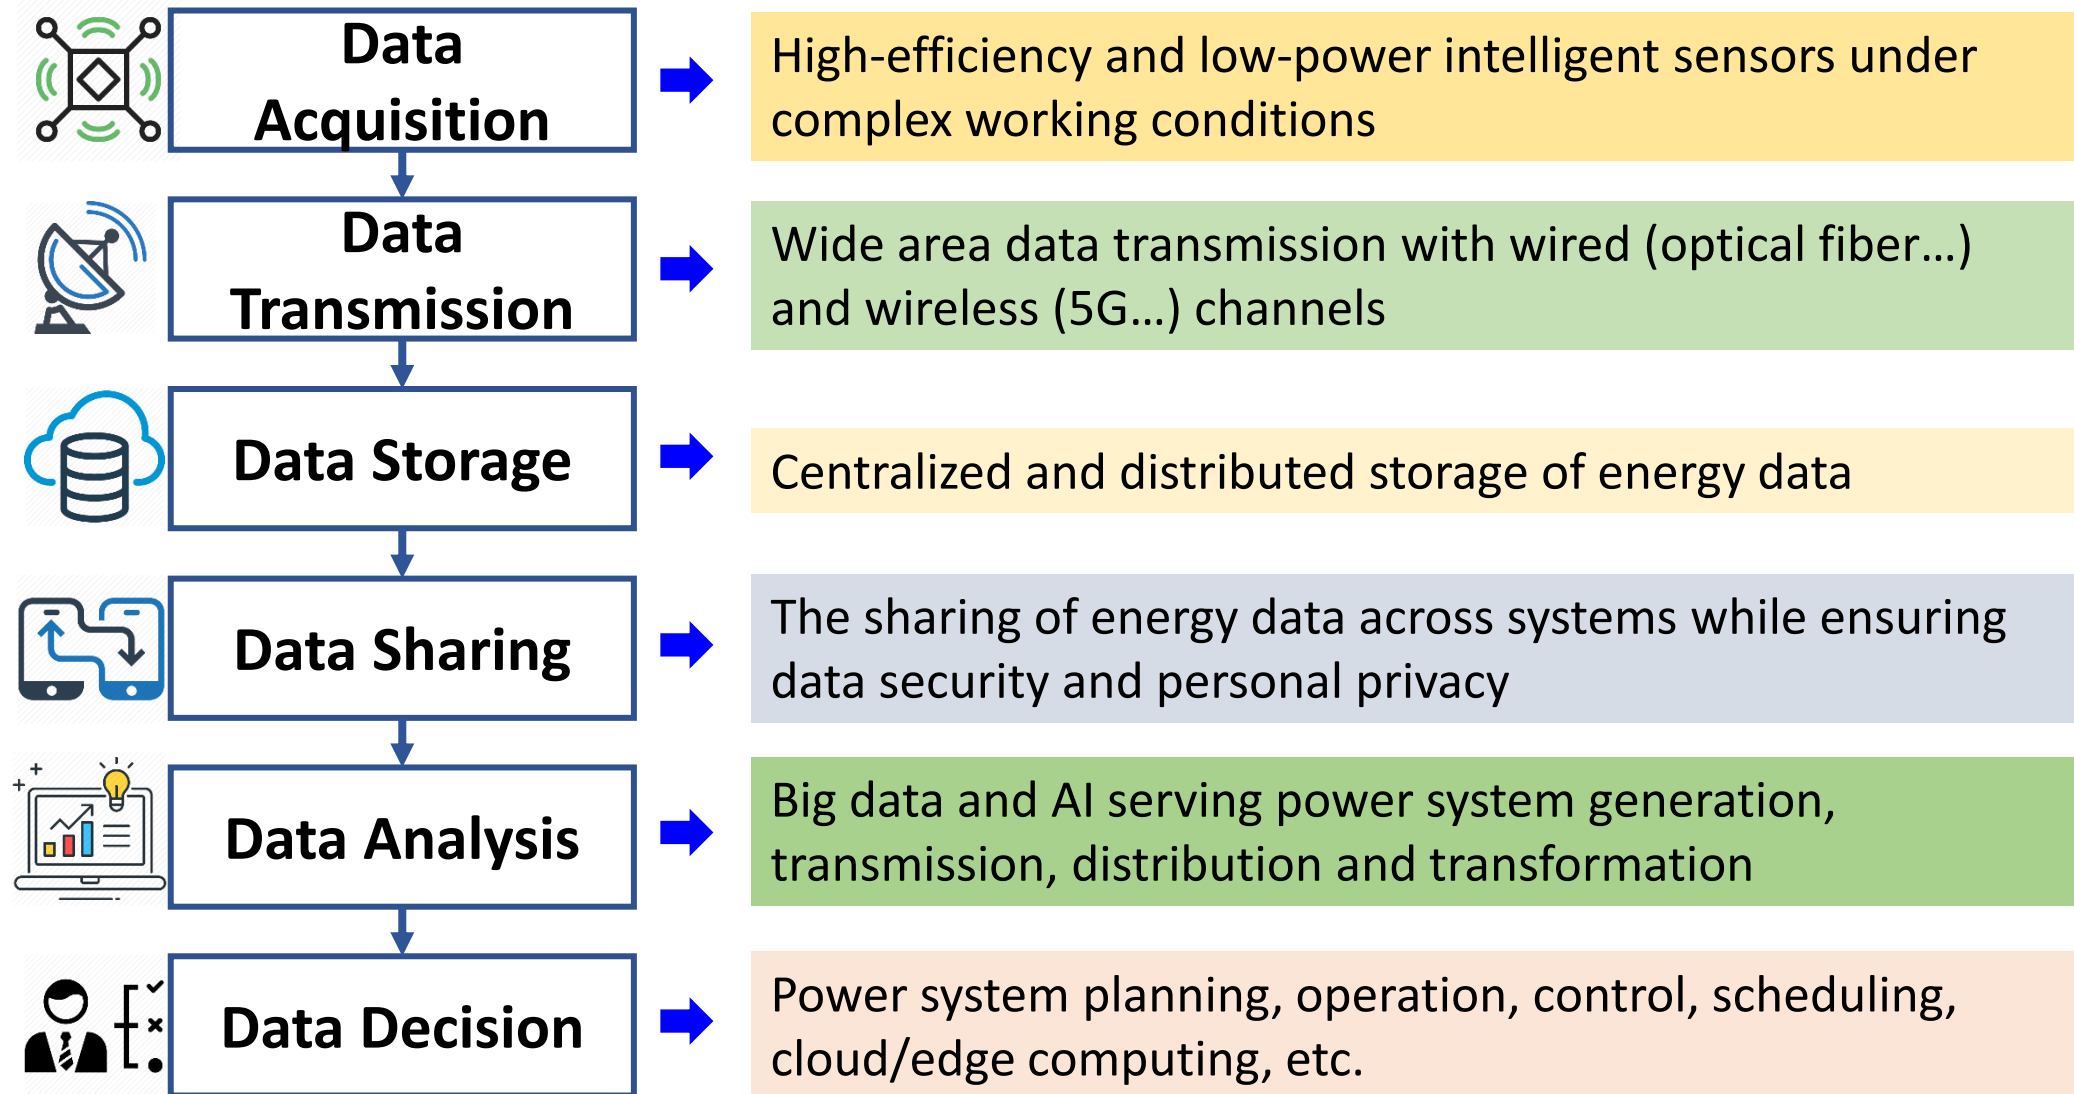 Data
Acquisition
High-efficiency and low-power intelligent sensors under
complex working conditions
Data
Transmission
Wide area data transmission with wired (optical fiber...)
and wireless (5G...) channels
Data Storage
Centralized and distributed storage of energy data
Data Sharing
The sharing of energy data across systems while ensuring
data security and personal privacy
Data Analysis
Big data and AI serving power system generation,
transmission, distribution and transformation
Data Decision
Power system planning, operation, control, scheduling,
cloud/edge computing, etc.